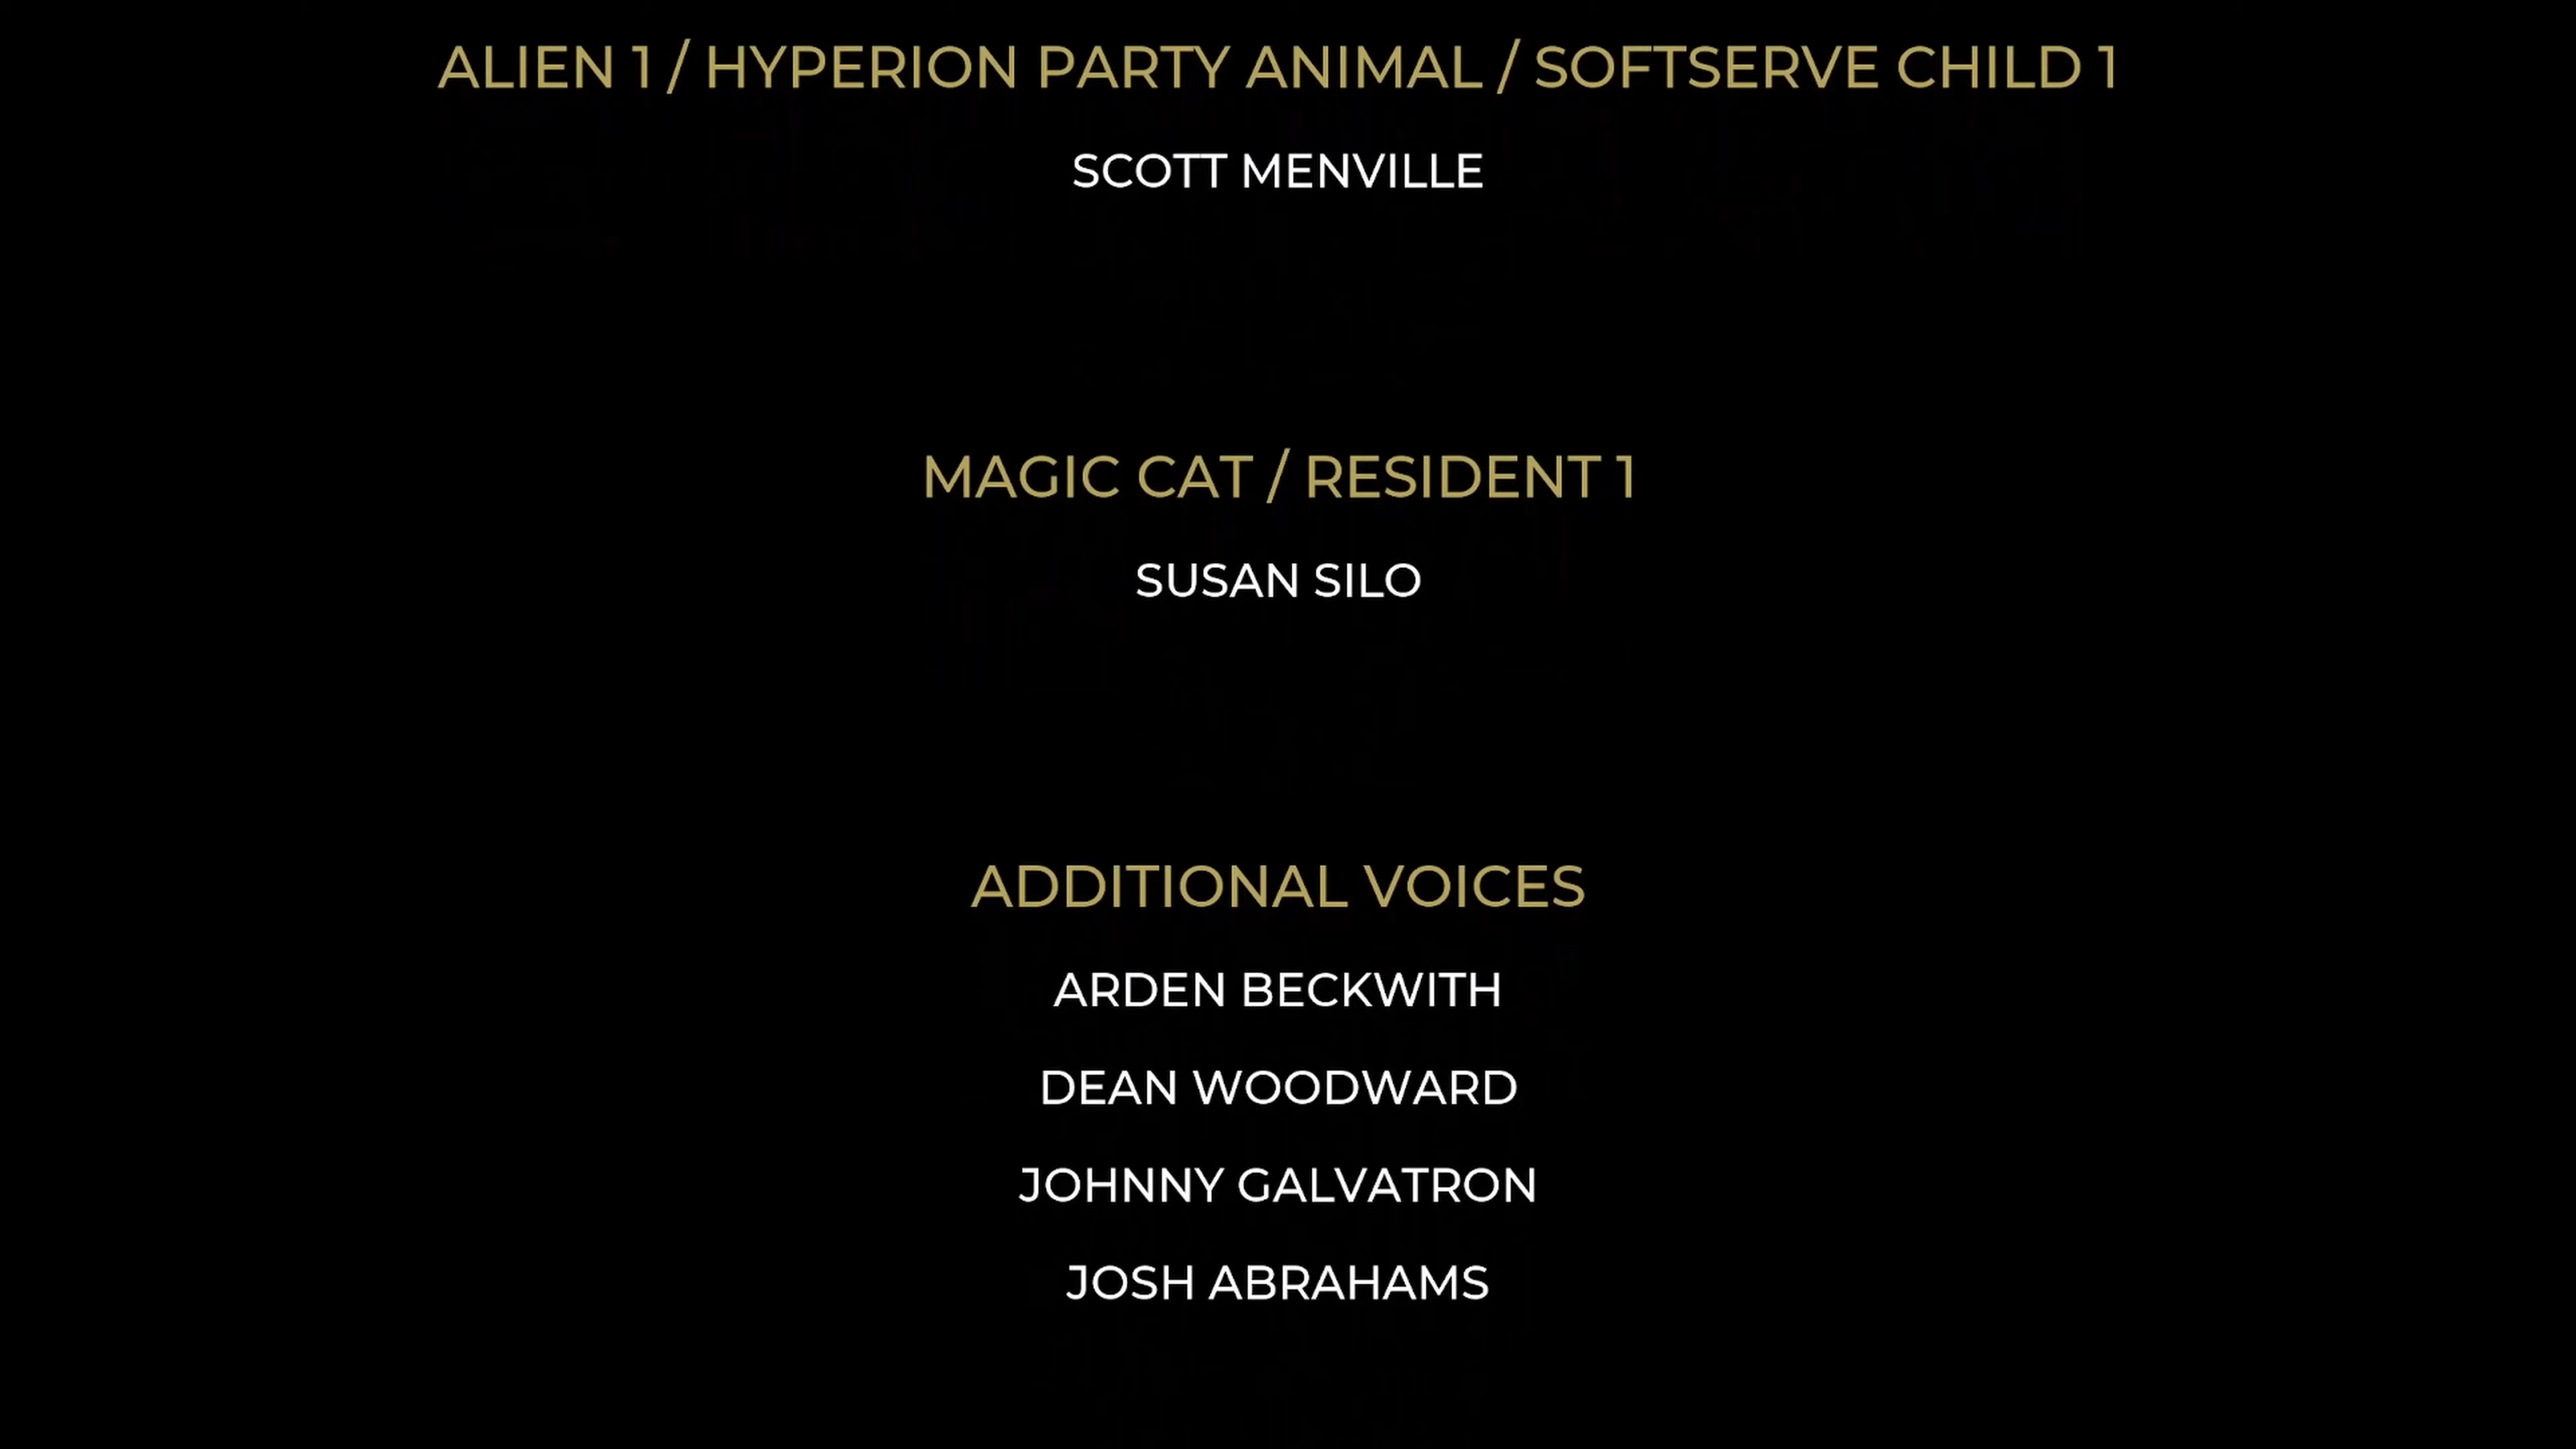 ALIEN 1 / HYPERION PARTY ANIMAL / SOFTSERVE CHILD 1
SCOTT MENVILLE
MAGIC CAT / RESIDENT 1
SUSAN SILO
ADDITIONAL VOICES
ARDEN BECKWITH
DEAN WOODWARD
JOHNNY GALVATRON
JOSH ABRAHAMS